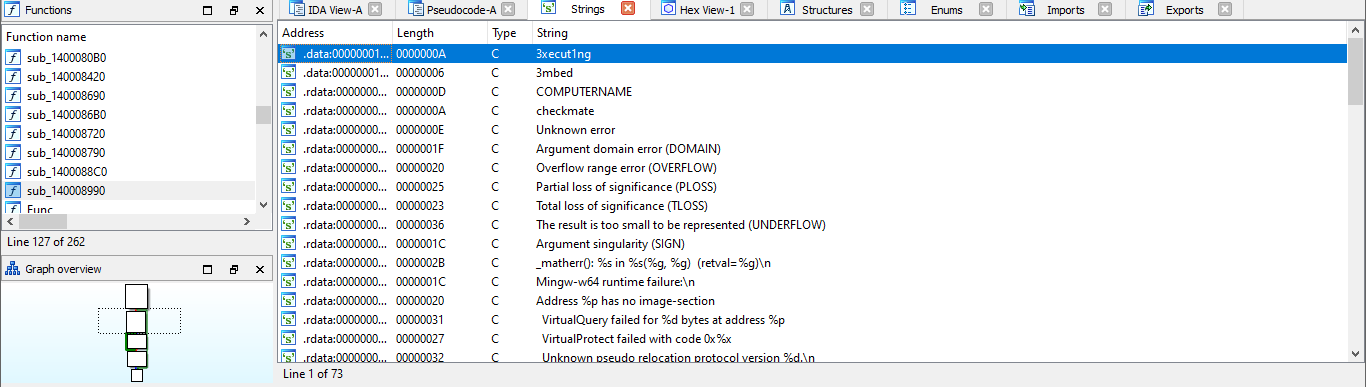 Functions
Function name
sub_1400080B0
sub_140008420
sub_140008690
sub_1400086B0
sub_140008720
sub_140008790
sub_1400088C0
sub_140008990
Func
Line 127 of 262
Graph overview
IDA View-A Pseudocode-A Strings Hex View-1 Structures Enums Imports Exports
Address Length Type String
.data:00000001... 0000000A C 3xecut1ng
.data:00000001... 00000006 C 3mbed
.rdata:0000000... 0000000D C COMPUTERNAME
.rdata:0000000... 0000000A C checkmate
.rdata:0000000... 0000000E C Unknown error
.rdata:0000000... 0000001F C Argument domain error (DOMAIN)
.rdata:0000000... 00000020 C Overflow range error (OVERFLOW)
.rdata:0000000... 00000025 C Partial loss of significance (PLOSS)
.rdata:0000000... 00000023 C Total loss of significance (TLOSS)
.rdata:0000000... 00000036 C The result is too small to be represented (UNDERFLOW)
.rdata:0000000... 0000001C C Argument singularity (SIGN)
.rdata:0000000... 0000002B C _matherr(): %s in %s(%g, %g)  (retval=%g)\n
.rdata:0000000... 0000001C C Mingw-w64 runtime failure:\n
.rdata:0000000... 00000020 C Address %p has no image-section
.rdata:0000000... 00000031 C VirtualQuery failed for %d bytes at address %p
.rdata:0000000... 00000027 C VirtualProtect failed with code 0x%x
.rdata:0000000... 00000032 C Unknown pseudo relocation protocol version %d.\n
Line 1 of 73